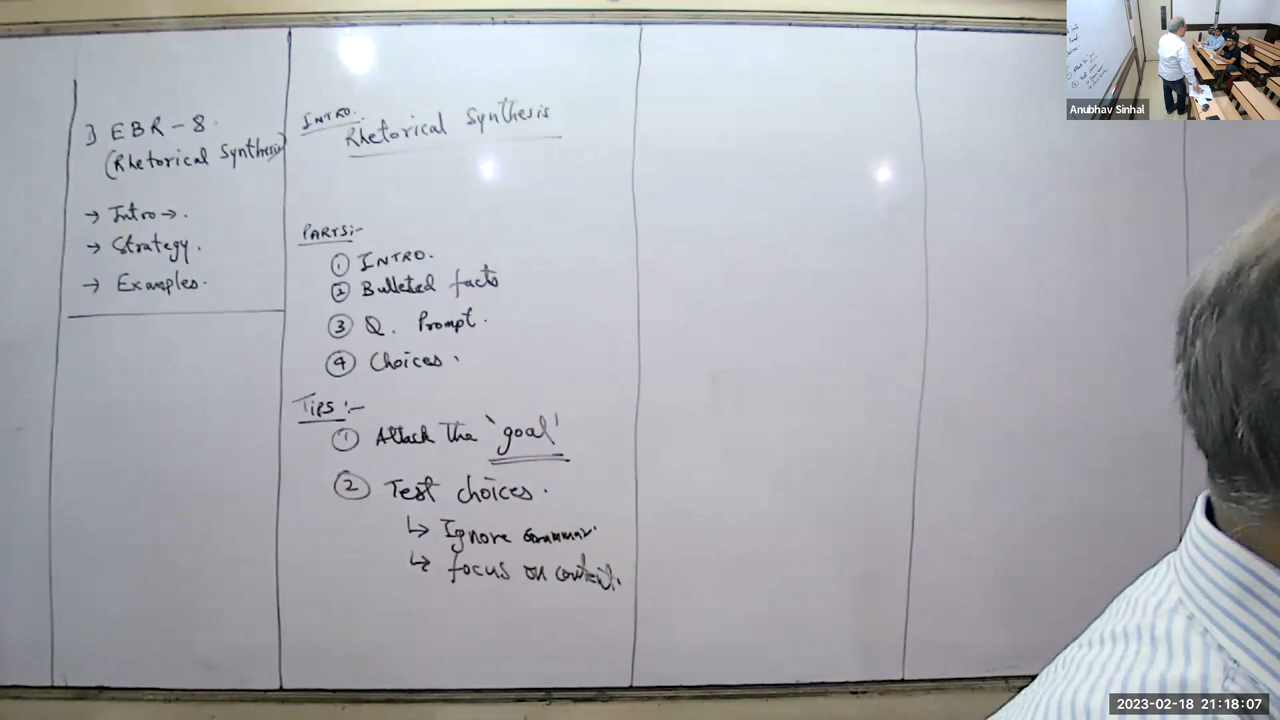 1) EBR-8.
(Rhetorical Synthesis)
→ Intro →.
→ Strategy.
→ Examples.
INTRO.
Rhetorical Synthesis
PARTS:-
① INTRO.
② Bulleted facts
③ Q. Prompt.
④ Choices.
Tips:-
① Attack The 'goal'
② Test choices.
↳ Ignore Grammar.
↳ focus on content.
Anubhav Sinhal
2023-02-18 21:18:07